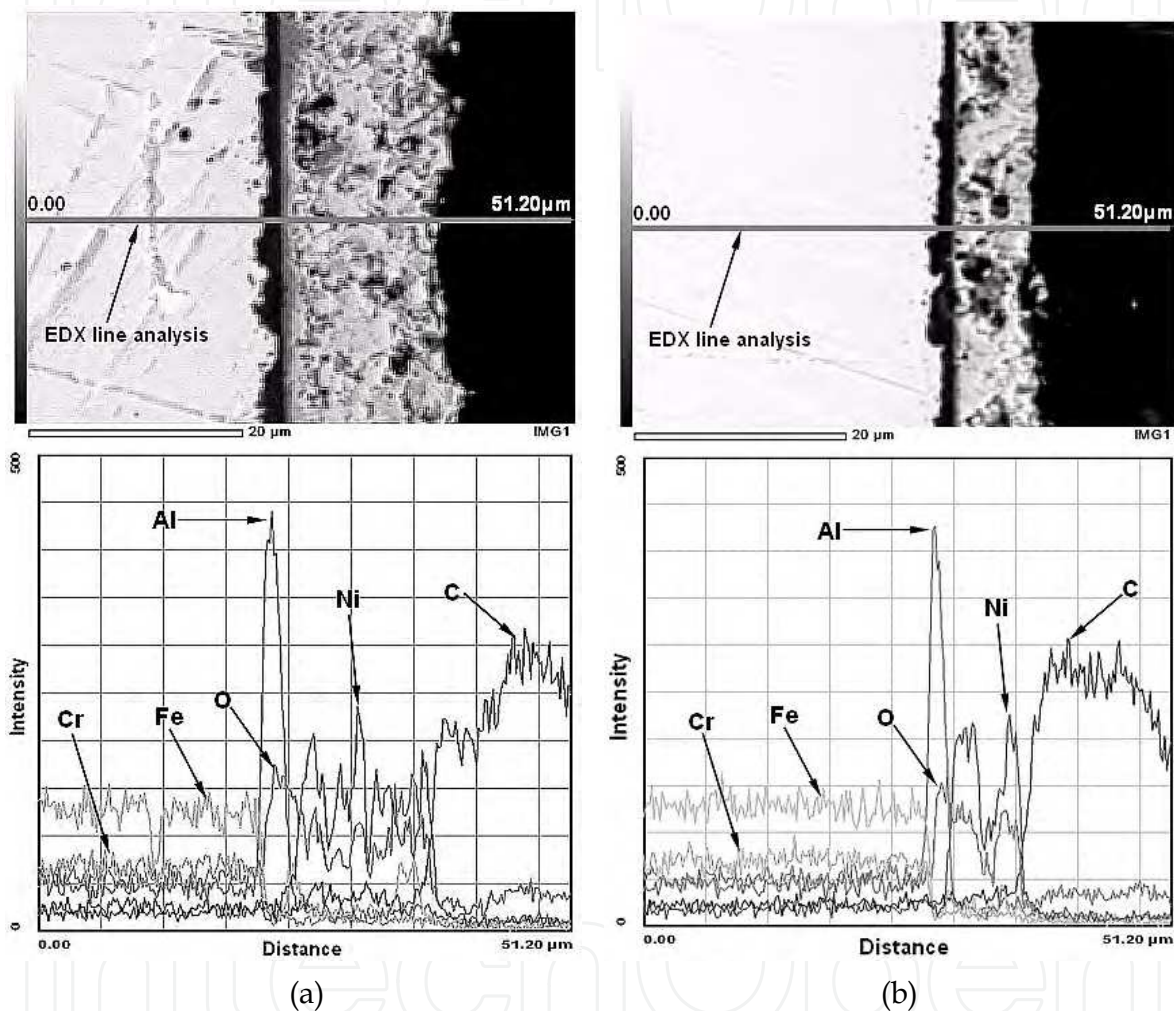 0.00 51.20µm
EDX line analysis
20 µm IMG1
500
Al
Ni
C
O
Fe
Cr
Intensity
0
0.00 51.20 µm
Distance
(a)
0.00 51.20µm
EDX line analysis
20 µm IMG1
500
Al
Ni
C
O
Fe
Cr
Intensity
0
0.00 51.20 µm
Distance
(b)